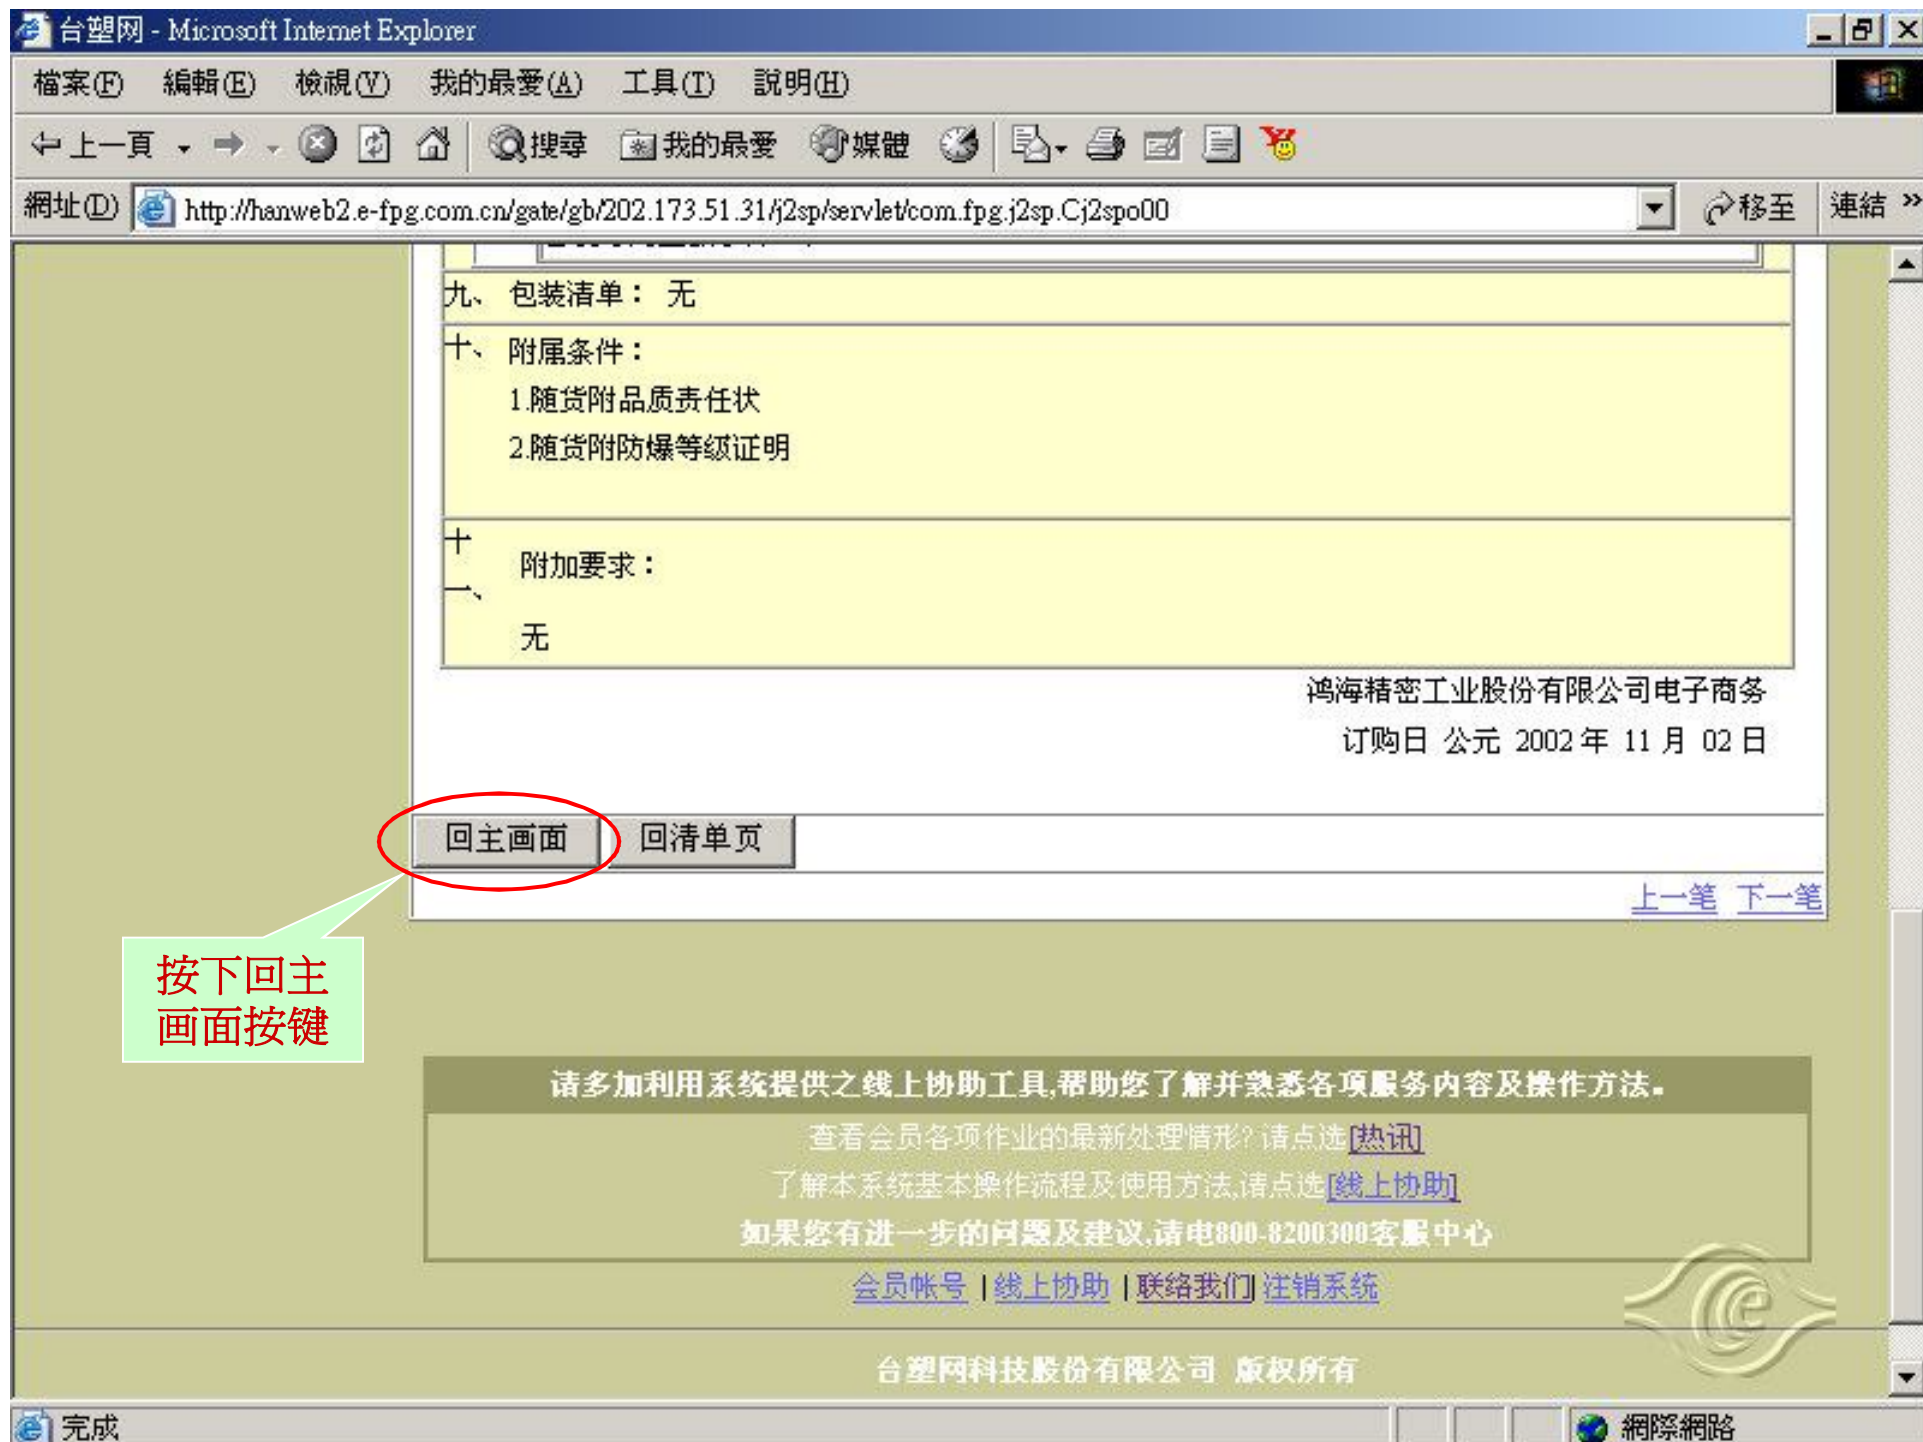 台塑网 - Microsoft Internet Explorer
檔案(F) 編輯(E) 檢視(V) 我的最愛(A) 工具(T) 說明(H)
上一頁 搜尋 我的最愛 媒體
網址(D) http://hanweb2.e-fpg.com.cn/gate/gb/202.173.51.31/j2sp/servlet/com.fpg.j2sp.Cj2spo00 移至 連結 »
九、 包装清单： 无
十、 附属条件：
1.随货附品质责任状
2.随货附防爆等级证明
十一、 附加要求：
无
鸿海精密工业股份有限公司电子商务
订购日 公元 2002 年 11 月 02 日
回主画面 回清单页
上一笔 下一笔
按下回主
画面按键
请多加利用系统提供之线上协助工具,帮助您了解并熟悉各项服务内容及操作方法。
查看会员各项作业的最新处理情形? 请点选[热讯]
了解本系统基本操作流程及使用方法,请点选[线上协助]
如果您有进一步的问题及建议,请电800-8200300客服中心
会员帐号 | 线上协助 | 联络我们| 注销系统
台塑网科技股份有限公司 版权所有
完成 網際網路